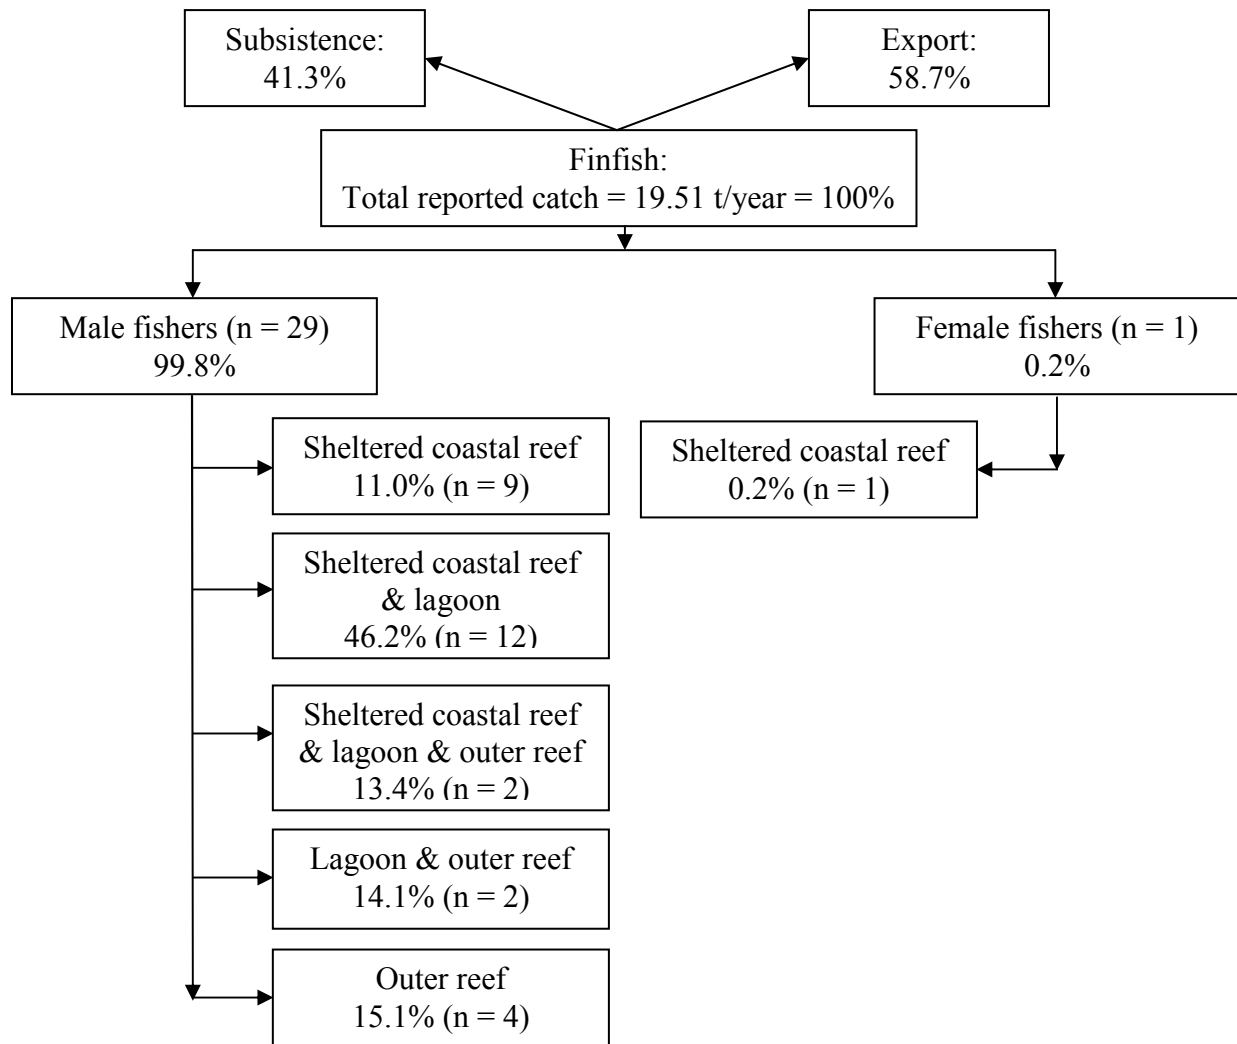 Subsistence:
41.3%
Export:
58.7%
Finfish:
Total reported catch = 19.51 t/year = 100%
Male fishers (n = 29)
99.8%
Female fishers (n = 1)
0.2%
Sheltered coastal reef
11.0% (n = 9)
Sheltered coastal reef
0.2% (n = 1)
Sheltered coastal reef
& lagoon
46.2% (n = 12)
Sheltered coastal reef
& lagoon & outer reef
13.4% (n = 2)
Lagoon & outer reef
14.1% (n = 2)
Outer reef
15.1% (n = 4)